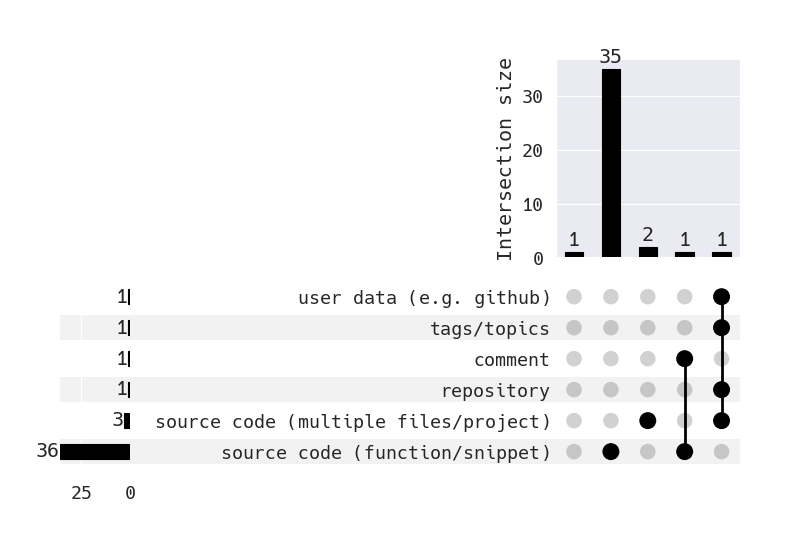 35
Intersection size
30
20
10
0
1
2
1
1
1 user data (e.g. github)
1 tags/topics
1 comment
1 repository
3 source code (multiple files/project)
36 source code (function/snippet)
25 0